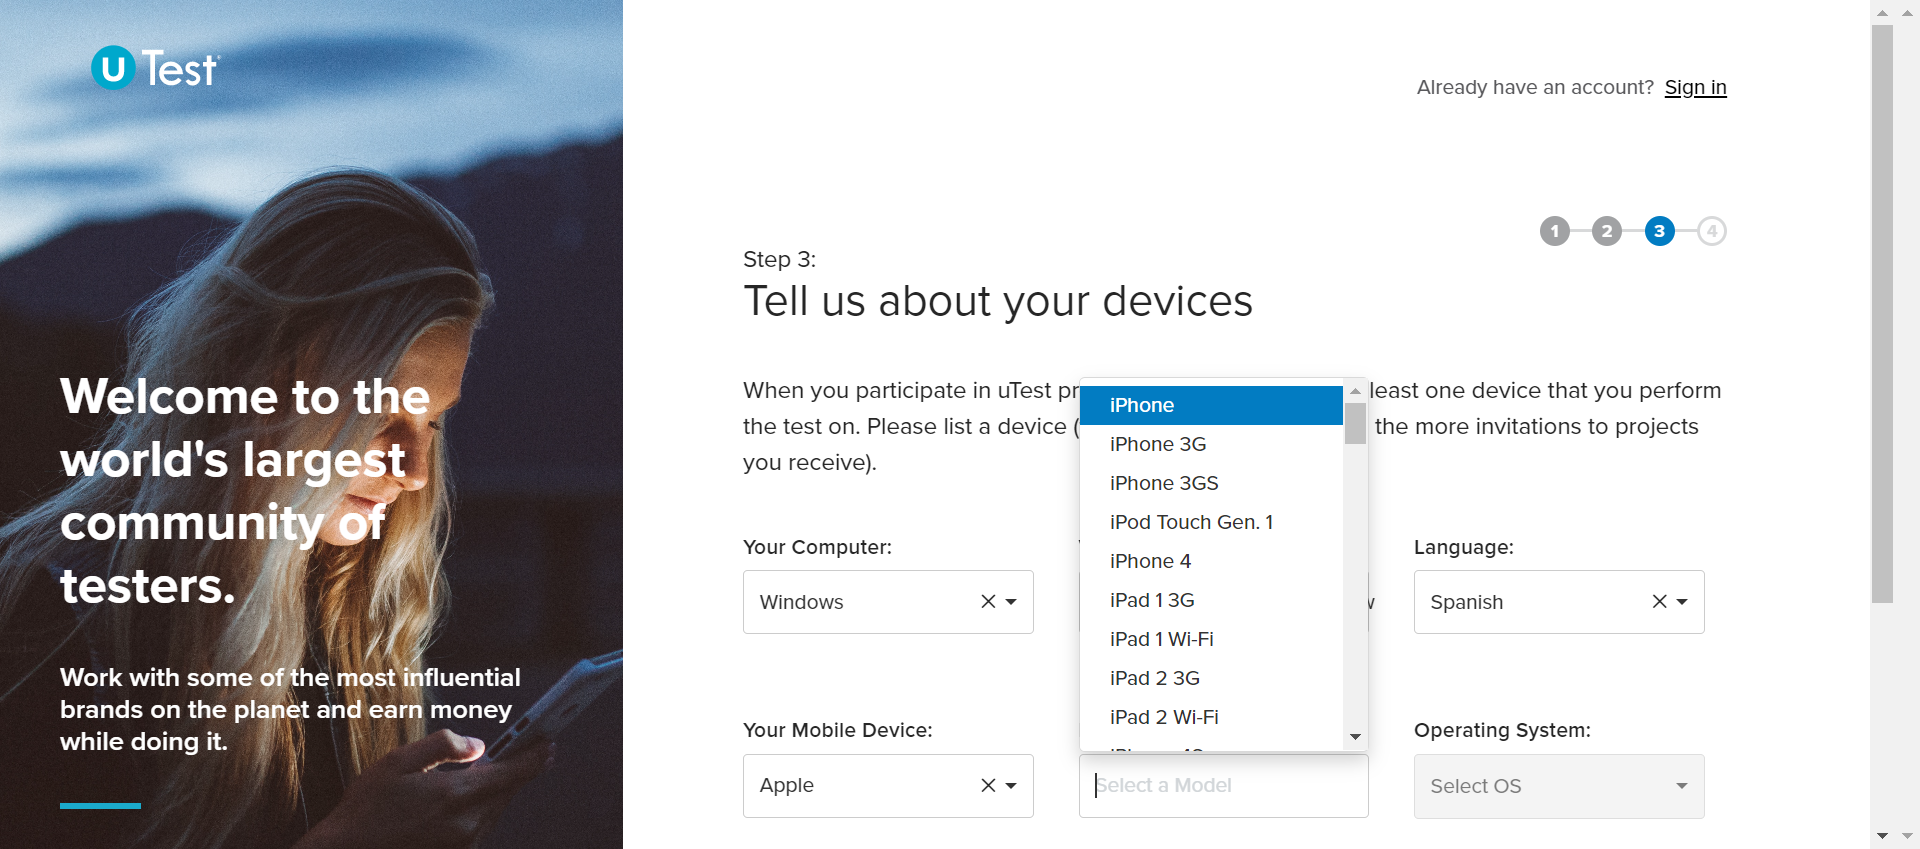 uTest
Welcome to the
world's largest
community of
testers.
Work with some of the most influential
brands on the planet and earn money
while doing it.
Already have an account? Sign in
1 2 3 4
Step 3:
Tell us about your devices
When you participate in uTest least one device that you perform
the test on. Please list a device ( the more invitations to projects
you receive).
Your Computer:
Windows
Language:
Spanish
Your Mobile Device:
Apple
iPhone
iPhone 3G
iPhone 3GS
iPod Touch Gen. 1
iPhone 4
iPad 1 3G
iPad 1 Wi-Fi
iPad 2 3G
iPad 2 Wi-Fi
Select a Model
Operating System:
Select OS